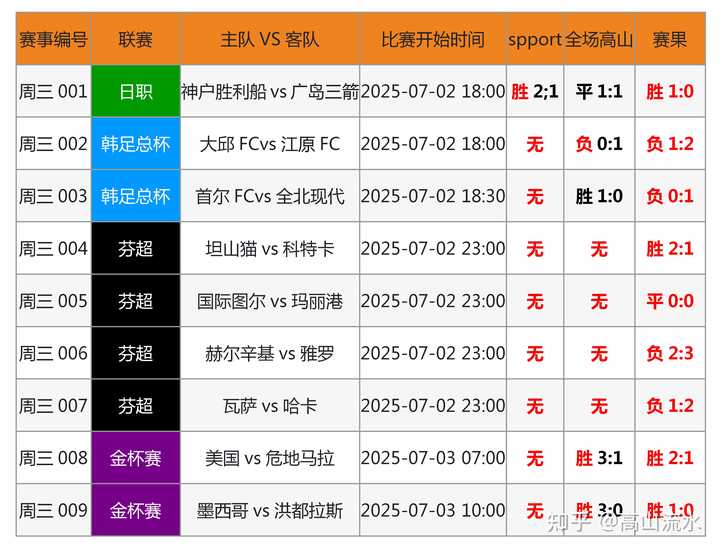 赛事编号 联赛 主队 VS 客队 比赛开始时间 spport 全场高山 赛果
周三 001 日职 神户胜利船 vs 广岛三箭 2025-07-02 18:00 胜 2;1 平 1:1 胜 1:0
周三 002 韩足总杯 大邱 FCvs 江原 FC 2025-07-02 18:00 无 负 0:1 负 1:2
周三 003 韩足总杯 首尔 FCvs 全北现代 2025-07-02 18:30 无 胜 1:0 负 0:1
周三 004 芬超 坦山猫 vs 科特卡 2025-07-02 23:00 无 无 胜 2:1
周三 005 芬超 国际图尔 vs 玛丽港 2025-07-02 23:00 无 无 平 0:0
周三 006 芬超 赫尔辛基 vs 雅罗 2025-07-02 23:00 无 无 负 2:3
周三 007 芬超 瓦萨 vs 哈卡 2025-07-02 23:00 无 无 负 1:2
周三 008 金杯赛 美国 vs 危地马拉 2025-07-03 07:00 无 胜 3:1 胜 2:1
周三 009 金杯赛 墨西哥 vs 洪都拉斯 2025-07-03 10:00 无 胜 3:0 胜 1:0
知乎 @高山流水